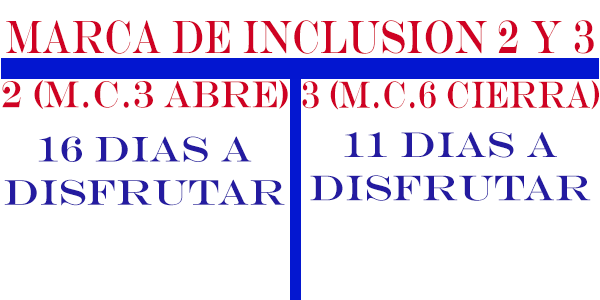 MARCA DE INCLUSION 2 Y 3
2 (M.C.3 ABRE)
16 DIAS A
DISFRUTAR
3 (M.C.6 CIERRA)
11 DIAS A
DISFRUTAR